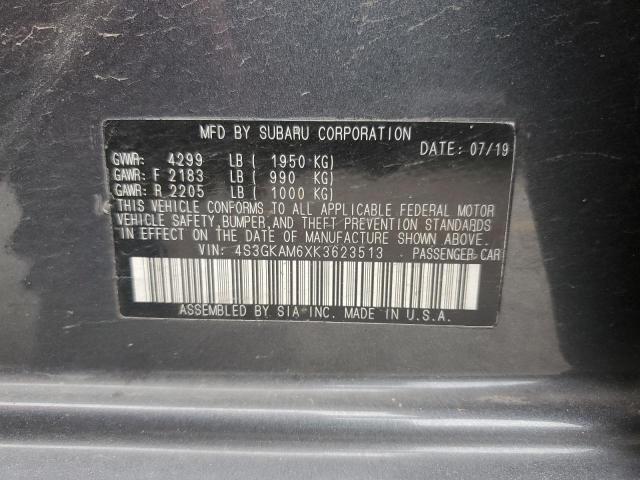 MFD BY SUBARU CORPORATION
DATE: 07/19
GVWR: 4299 LB ( 1950 KG)
GAWR: F 2183 LB ( 990 KG)
GAWR: R 2205 LB ( 1000 KG)
THIS VEHICLE CONFORMS TO ALL APPLICABLE FEDERAL MOTOR
VEHICLE SAFETY, BUMPER, AND THEFT PREVENTION STANDARDS
IN EFFECT ON THE DATE OF MANUFACTURE SHOWN ABOVE.
VIN: 4S3GKAM6XK3623513 PASSENGER CAR
ASSEMBLED BY SIA INC. MADE IN U.S.A.